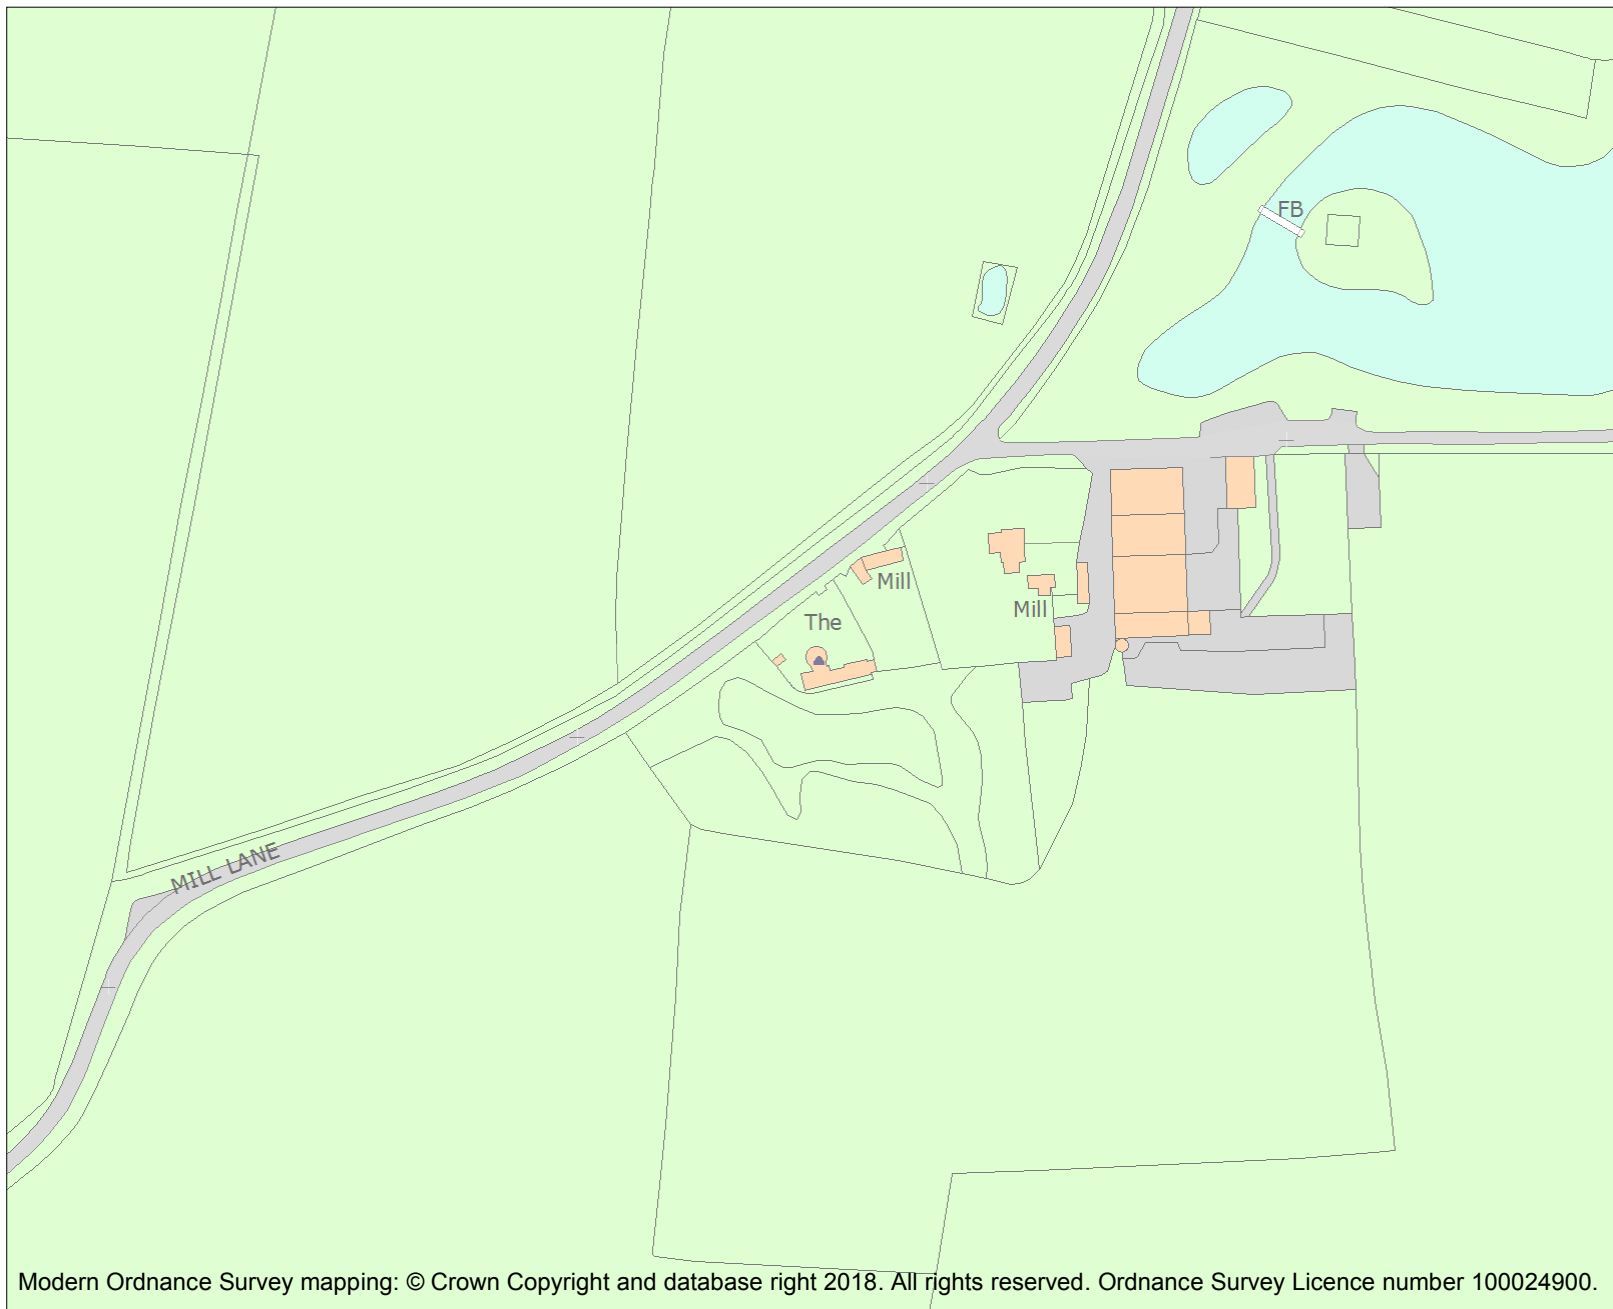 FB
Mill
Mill
The
MILL LANE
Modern Ordnance Survey mapping: © Crown Copyright and database right 2018. All rights reserved. Ordnance Survey Licence number 100024900.